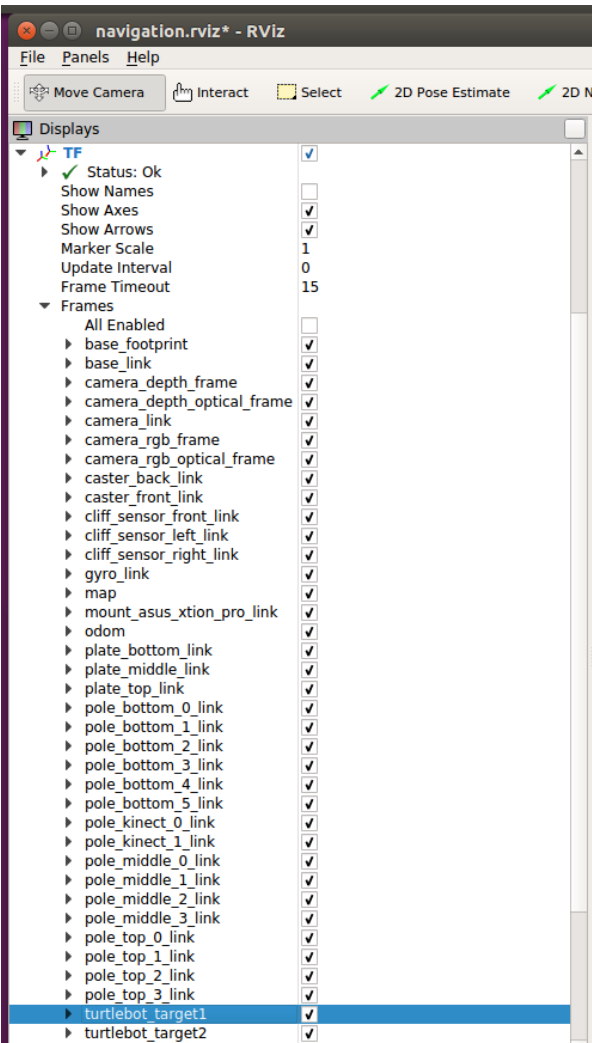 navigation.rviz* - RViz
File Panels Help
Move Camera Interact Select 2D Pose Estimate 2D N
Displays
TF
Status: Ok
Show Names
Show Axes
Show Arrows
Marker Scale 1
Update Interval 0
Frame Timeout 15
Frames
All Enabled
base_footprint
base_link
camera_depth_frame
camera_depth_optical_frame
camera_link
camera_rgb_frame
camera_rgb_optical_frame
caster_back_link
caster_front_link
cliff_sensor_front_link
cliff_sensor_left_link
cliff_sensor_right_link
gyro_link
map
mount_asus_xtion_pro_link
odom
plate_bottom_link
plate_middle_link
plate_top_link
pole_bottom_0_link
pole_bottom_1_link
pole_bottom_2_link
pole_bottom_3_link
pole_bottom_4_link
pole_bottom_5_link
pole_kinect_0_link
pole_kinect_1_link
pole_middle_0_link
pole_middle_1_link
pole_middle_2_link
pole_middle_3_link
pole_top_0_link
pole_top_1_link
pole_top_2_link
pole_top_3_link
turtlebot_target1
turtlebot_target2